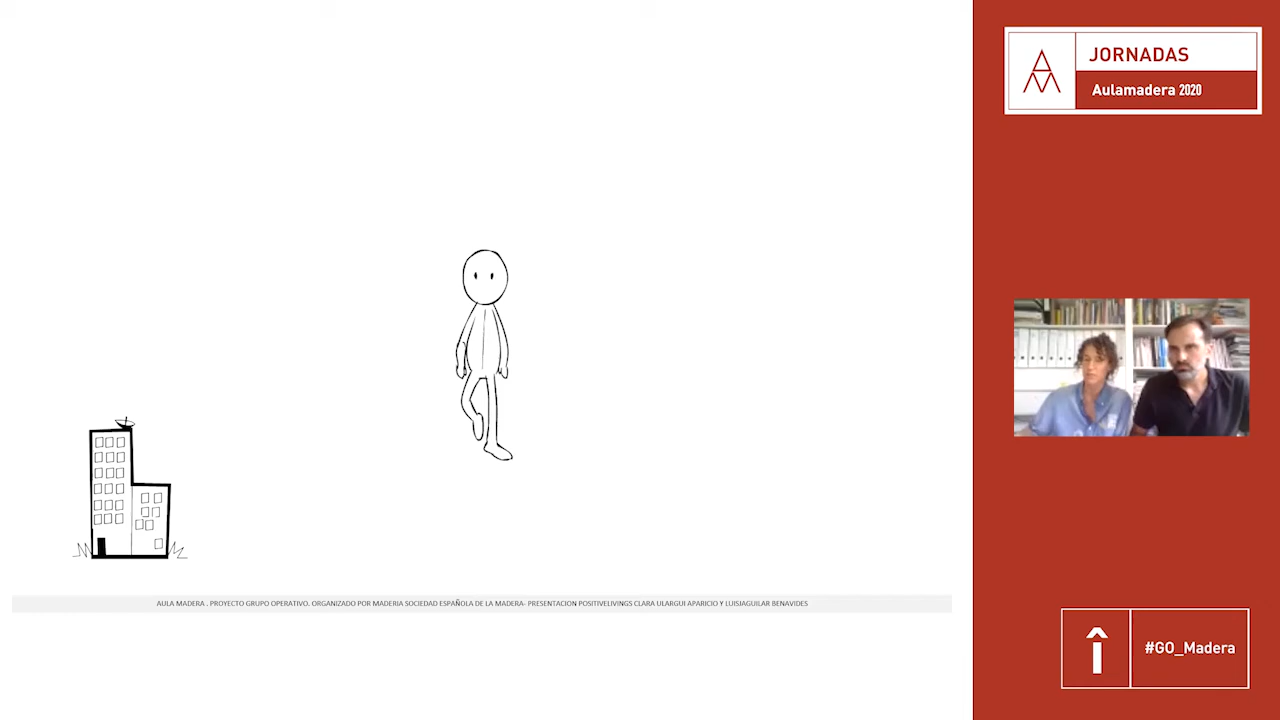 JORNADAS
Aulamadera 2020
AULA MADERA . PROYECTO GRUPO OPERATIVO. ORGANIZADO POR MADERIA SOCIEDAD ESPAÑOLA DE LA MADERA- PRESENTACION POSITIVELIVINGS CLARA ULARGUI APARICIO Y LUISJAGUILAR BENAVIDES
#GO_Madera